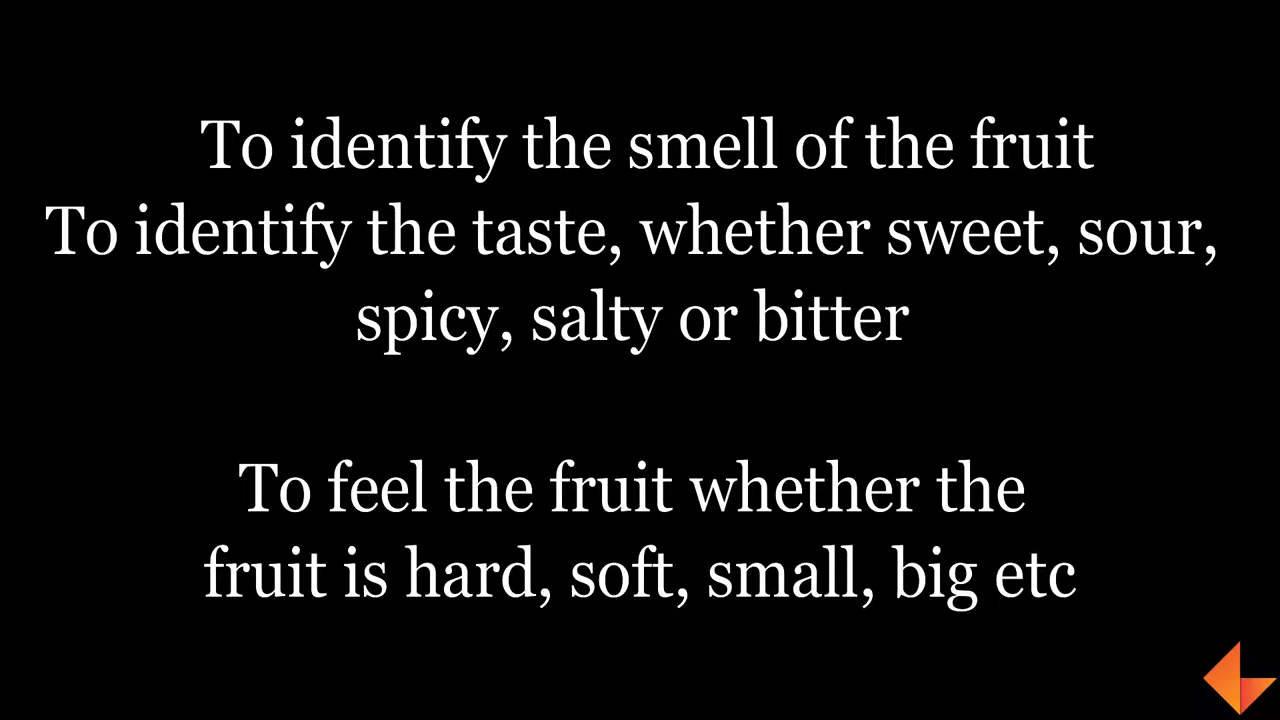 To identify the smell of the fruit
To identify the taste, whether sweet, sour,
spicy, salty or bitter
To feel the fruit whether the
fruit is hard, soft, small, big etc